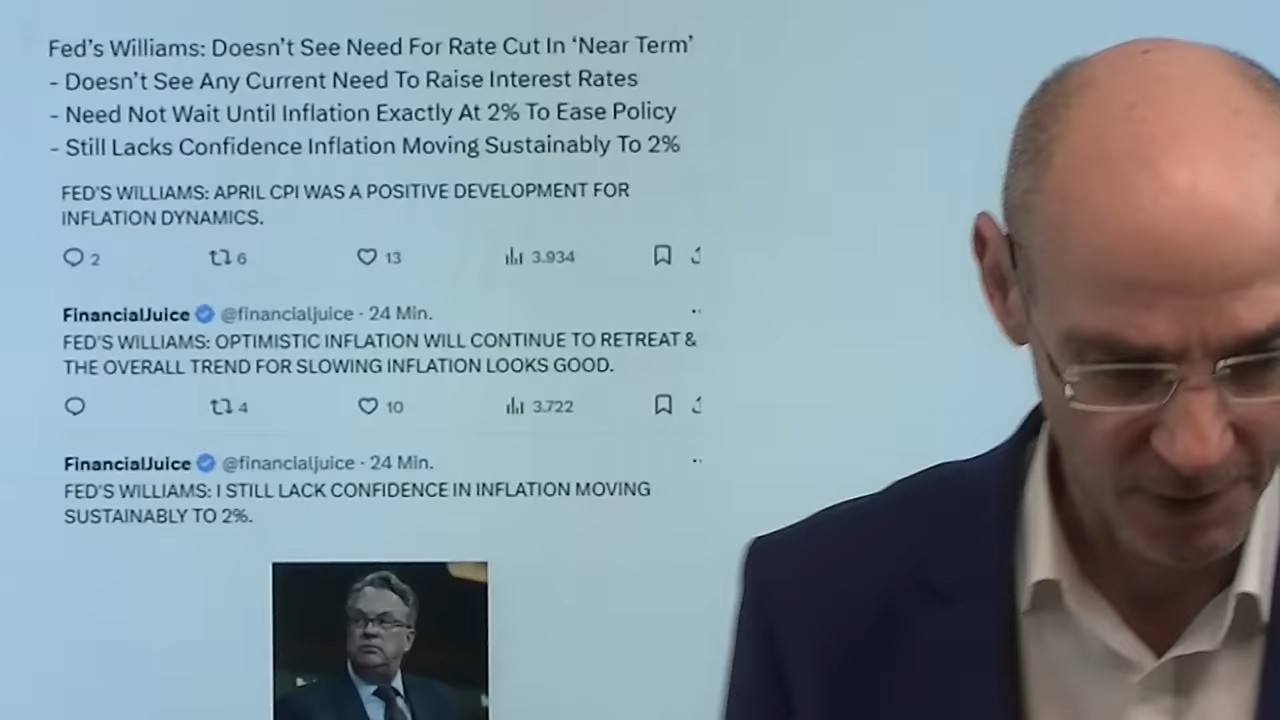 Fed's Williams: Doesn't See Need For Rate Cut In 'Near Term'
- Doesn't See Any Current Need To Raise Interest Rates
- Need Not Wait Until Inflation Exactly At 2% To Ease Policy
- Still Lacks Confidence Inflation Moving Sustainably To 2%
FED'S WILLIAMS: APRIL CPI WAS A POSITIVE DEVELOPMENT FOR
INFLATION DYNAMICS.
2 6 13 3.934
FinancialJuice @financialjuice · 24 Min.
FED'S WILLIAMS: OPTIMISTIC INFLATION WILL CONTINUE TO RETREAT &
THE OVERALL TREND FOR SLOWING INFLATION LOOKS GOOD.
4 10 3.722
FinancialJuice @financialjuice · 24 Min.
FED'S WILLIAMS: I STILL LACK CONFIDENCE IN INFLATION MOVING
SUSTAINABLY TO 2%.